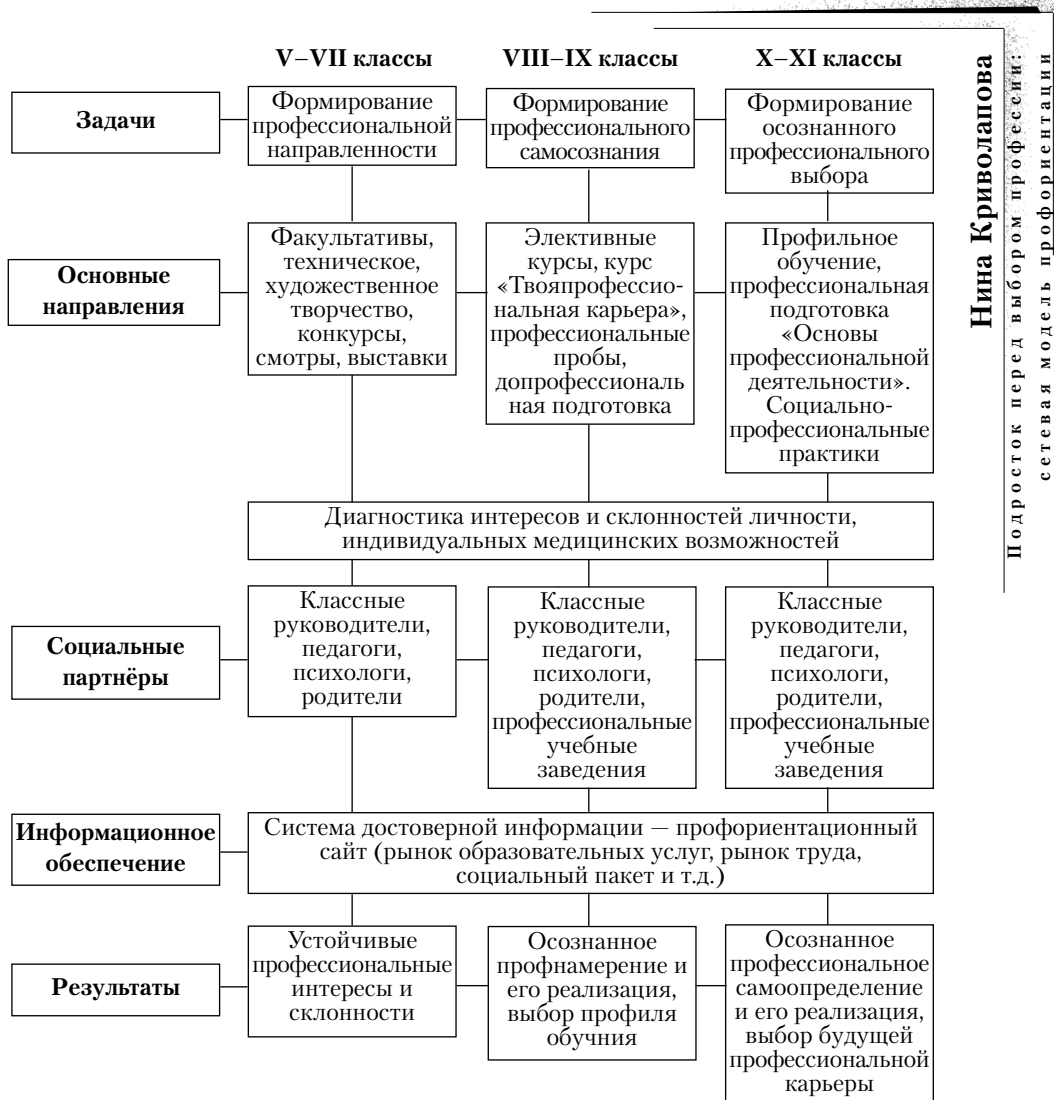 V–VII классы
VIII–IX классы
X–XI классы
Задачи
Формирование
профессиональной
направленности
Формирование
профессионального
самосознания
Формирование
осознанного
профессионального
выбора
Основные
направления
Факультативы,
техническое,
художественное
творчество,
конкурсы,
смотры, выставки
Элективные
курсы, курс
«Твояпрофессио-
нальная карьера»,
профессиональные
пробы,
допрофессиональ
ная подготовка
Профильное
обучение,
профессиональная
подготовка
«Основы
профессиональной
деятельности».
Социально-
профессиональные
практики
Диагностика интересов и склонностей личности,
индивидуальных медицинских возможностей
Социальные
партнёры
Классные
руководители,
педагоги,
психологи,
родители
Классные
руководители,
педагоги,
психологи,
родители,
профессиональные
учебные
заведения
Классные
руководители,
педагоги,
психологи,
родители,
профессиональные
учебные
заведения
Информационное
обеспечение
Система достоверной информации — профориентационный
сайт (рынок образовательных услуг, рынок труда,
социальный пакет и т.д.)
Результаты
Устойчивые
профессиональные
интересы и
склонности
Осознанное
профнамерение и
его реализация,
выбор профиля
обучния
Осознанное
профессиональное
самоопределение
и его реализация,
выбор будущей
профессиональной
карьеры
Нина Криволапова
Подросток перед выбором профессии:
сетевая модель профориентации